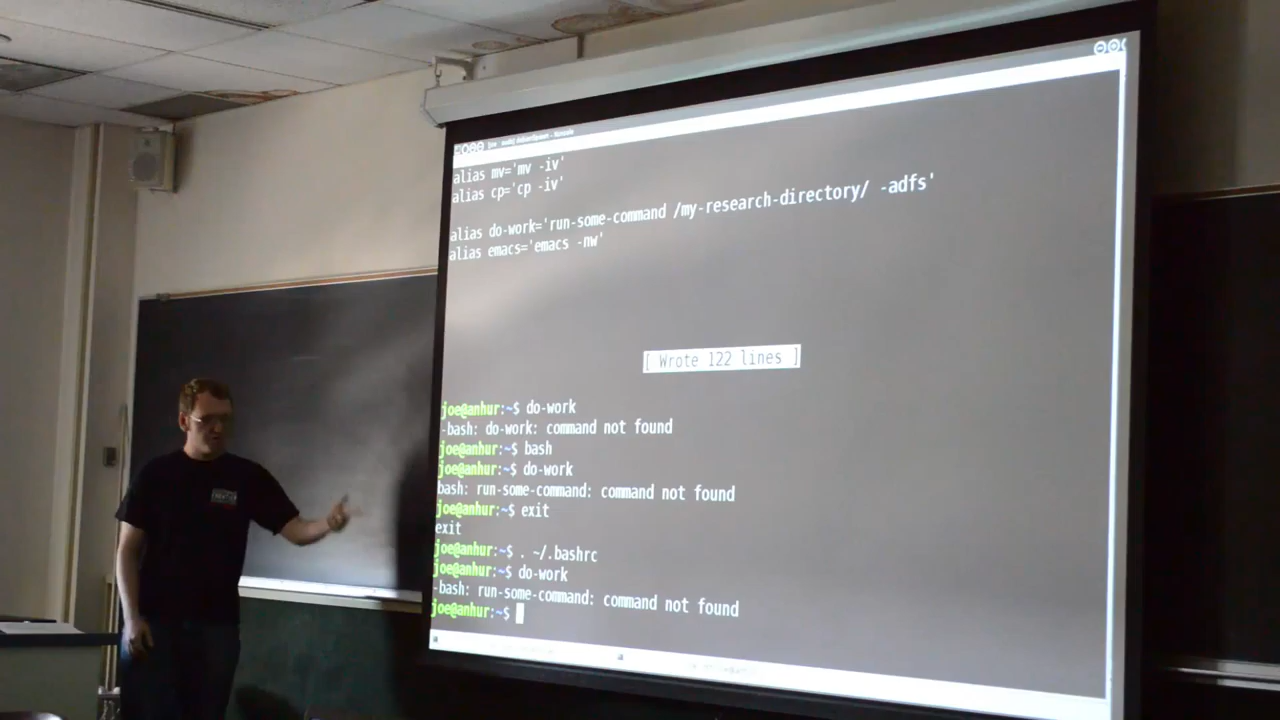 alias mv='mv -iv'
alias cp='cp -iv'
alias do-work='run-some-command /my-research-directory/ -adfs'
alias emacs='emacs -nw'
[ Wrote 122 lines ]
joe@anhur:~$ do-work
-bash: do-work: command not found
joe@anhur:~$ bash
joe@anhur:~$ do-work
bash: run-some-command: command not found
joe@anhur:~$ exit
exit
joe@anhur:~$ . ~/.bashrc
joe@anhur:~$ do-work
-bash: run-some-command: command not found
joe@anhur:~$